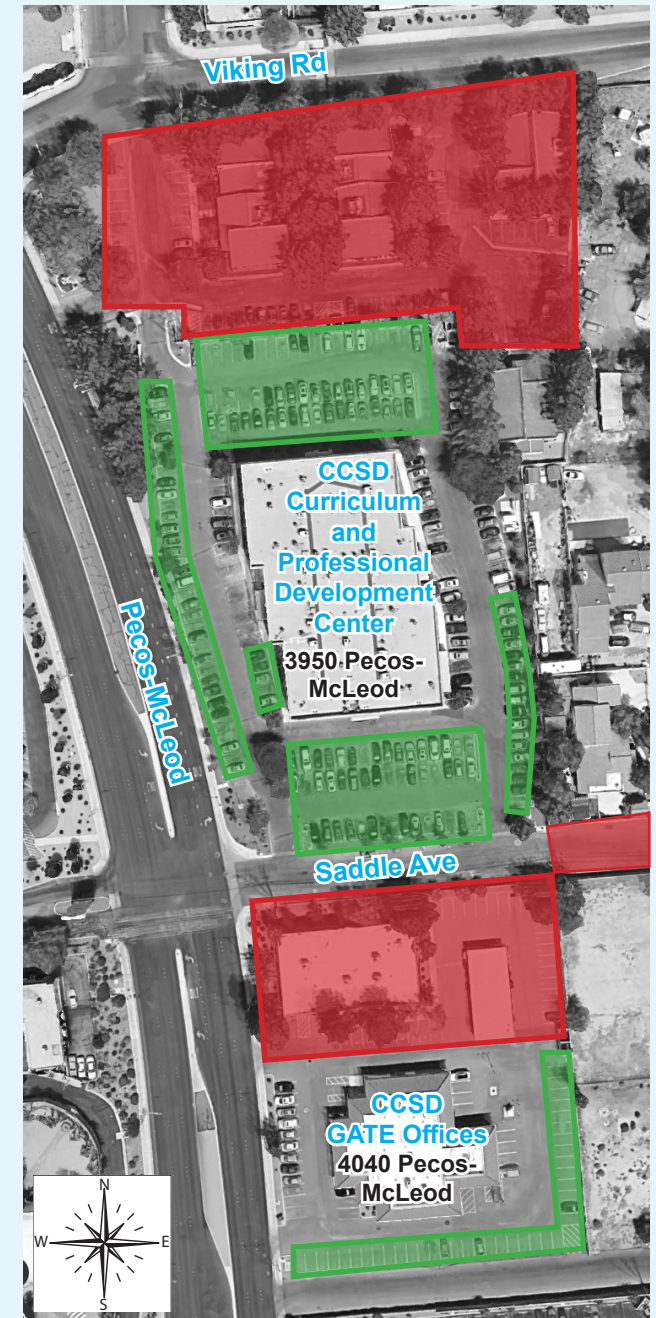 Viking Rd
CCSD
Curriculum
and
Professional
Development
Center
3950 Pecos-
McLeod
Pecos-McLeod
Saddle Ave
CCSD
GATE Offices
4040 Pecos-
McLeod
N
W
E
S